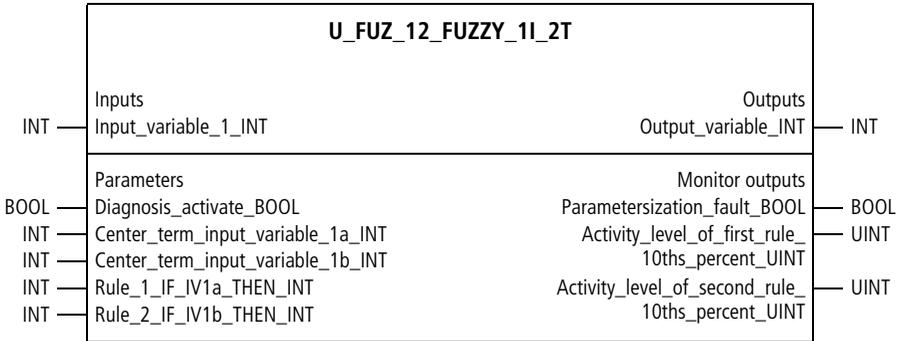 U_FUZ_12_FUZZY_1I_2T
Inputs Outputs
INT Input_variable_1_INT Output_variable_INT INT
Parameters Monitor outputs
BOOL Diagnosis_activate_BOOL Parametersization_fault_BOOL BOOL
INT Center_term_input_variable_1a_INT Activity_level_of_first_rule_ UINT
INT Center_term_input_variable_1b_INT 10ths_percent_UINT
INT Rule_1_IF_IV1a_THEN_INT Activity_level_of_second_rule_ UINT
INT Rule_2_IF_IV1b_THEN_INT 10ths_percent_UINT